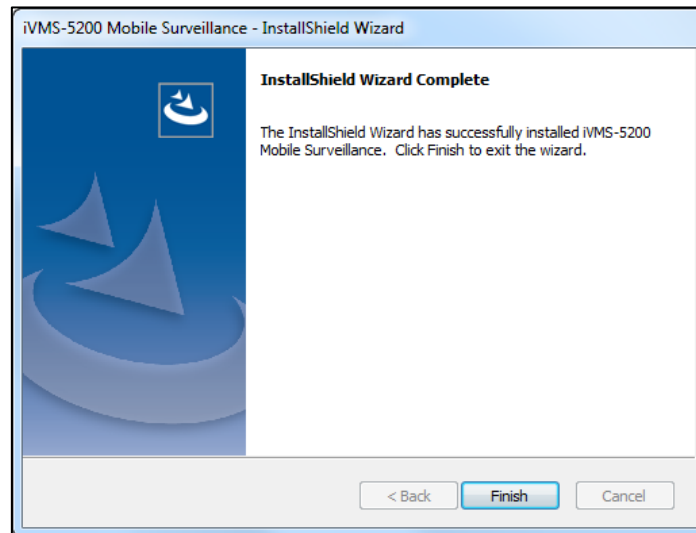 iVMS-5200 Mobile Surveillance - InstallShield Wizard
InstallShield Wizard Complete
The InstallShield Wizard has successfully installed iVMS-5200
Mobile Surveillance. Click Finish to exit the wizard.
< Back
Finish
Cancel